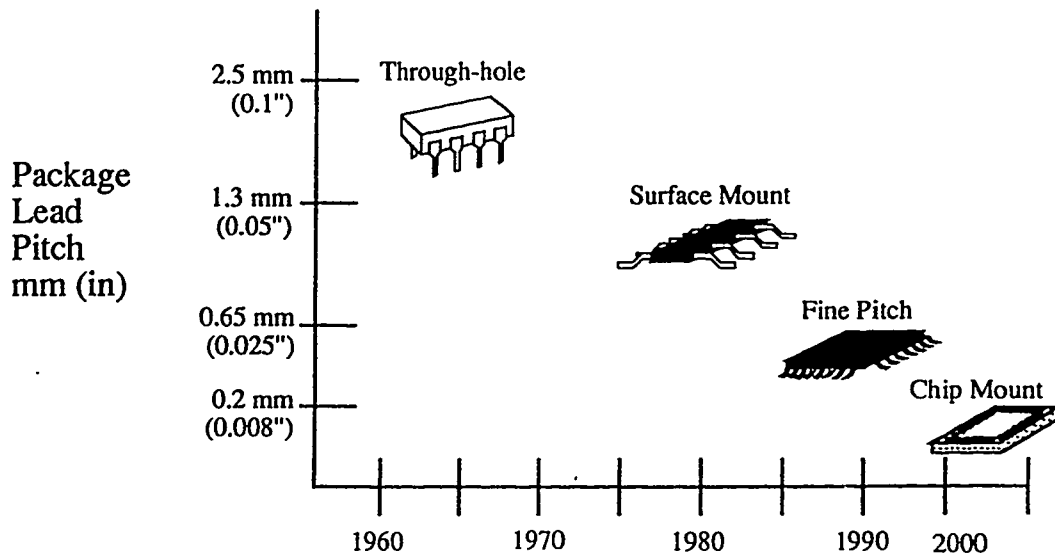 2.5 mm
(0.1")
Through-hole
Package
Lead
Pitch
mm (in)
1.3 mm
(0.05")
Surface Mount
0.65 mm
(0.025")
Fine Pitch
0.2 mm
(0.008")
Chip Mount
1960
1970
1980
1990
2000